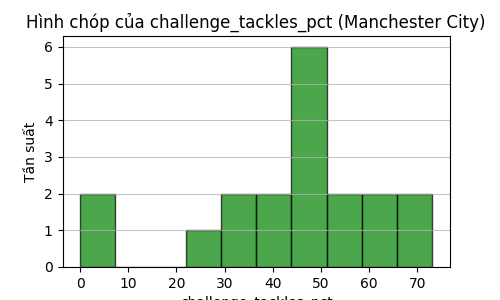 Hình chóp của challenge_tackles_pct (Manchester City)
Tần suất
6
5
4
3
2
1
0
0 10 20 30 40 50 60 70
challenge_tackles_pct